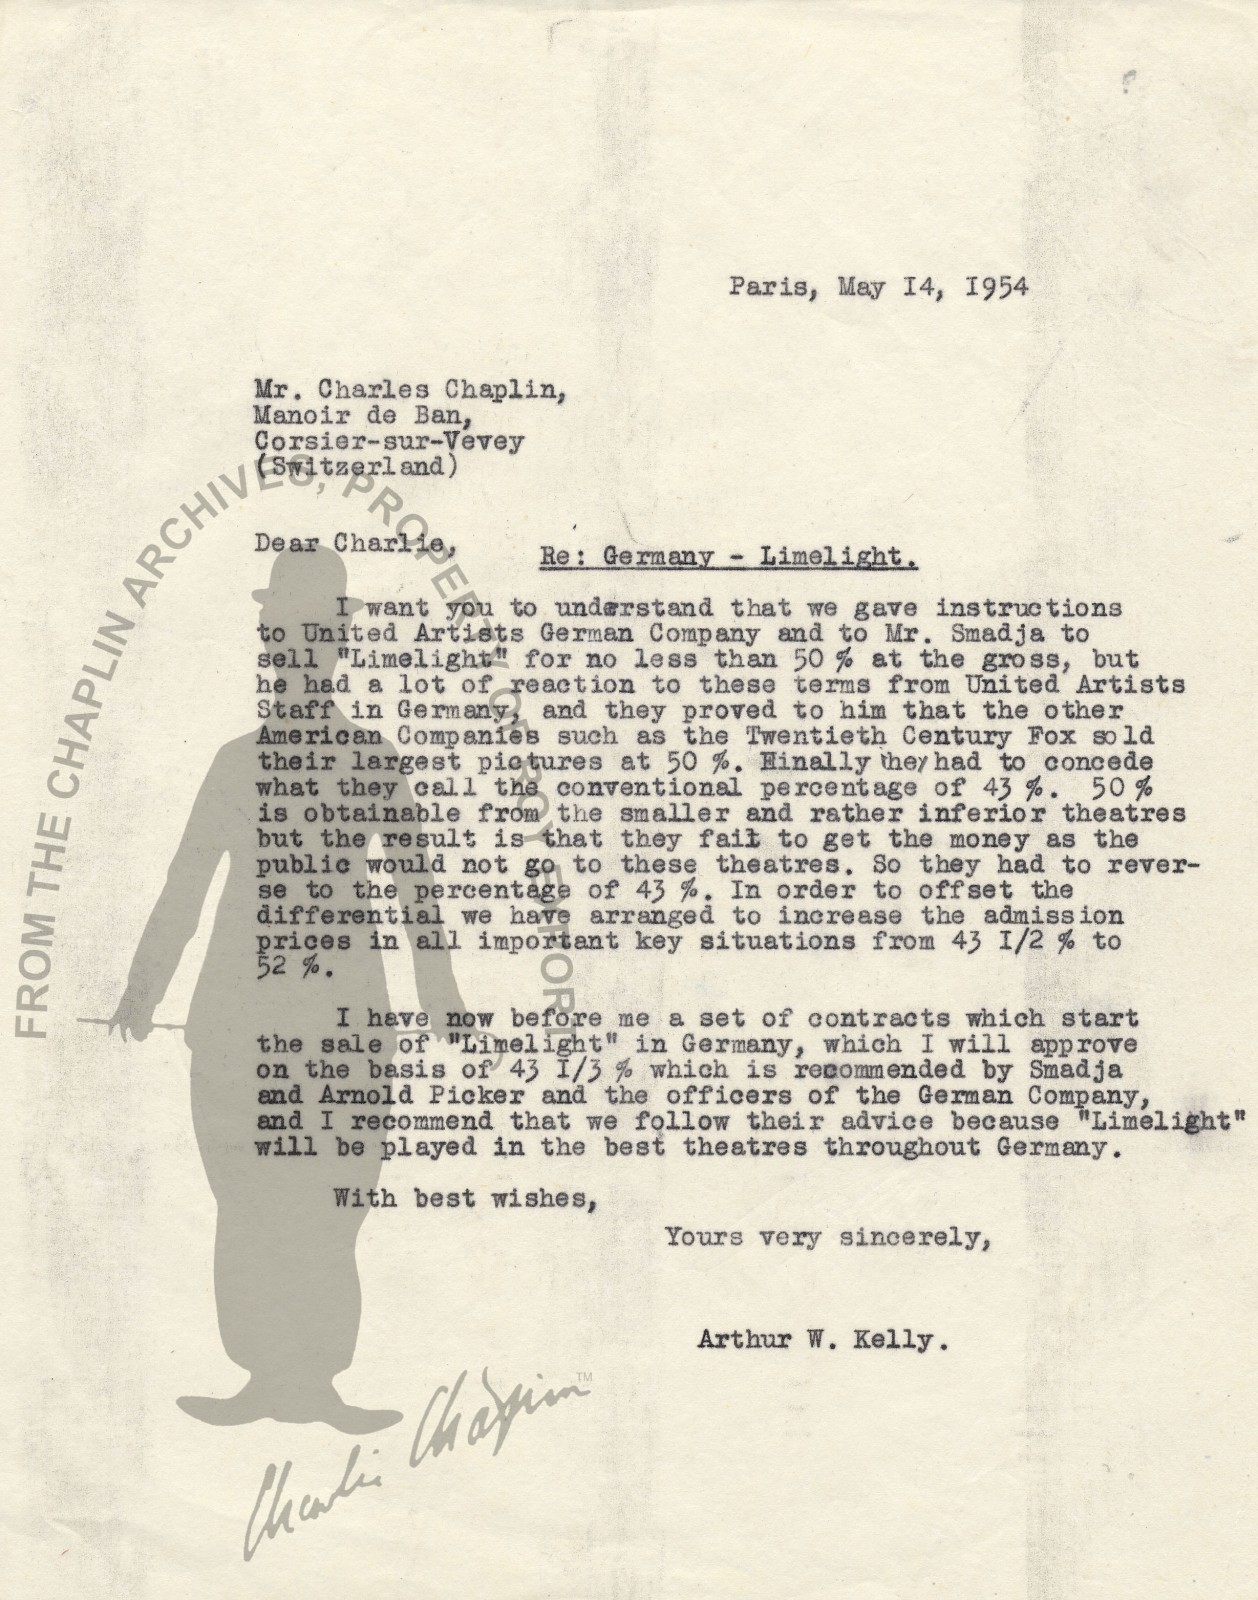 Paris, May I4, I954
Mr. Charles Chaplin,
Manoir de Ban,
Corsier-sur-Vevey
(Switzerland)
Dear Charlie,
Re: Germany - Limelight.
I want you to understand that we gave instructions
to United Artists German Company and to Mr. Smadja to
sell "Limelight" for no less than 50 % at the gross, but
he had a lot of reaction to these terms from United Artists
Staff in Germany, and they proved to him that the other
American Companies such as the Twentieth Century Fox sold
their largest pictures at 50 %. Finally they had to concede
what they call the conventional percentage of 43 %. 50 %
is obtainable from the smaller and rather inferior theatres
but the result is that they fail to get the money as the
public would not go to these theatres. So they had to rever-
se to the percentage of 43 %. In order to offset the
differential we have arranged to increase the admission
prices in all important key situations from 43 I/2 % to
52 %.
I have now before me a set of contracts which start
the sale of "Limelight" in Germany, which I will approve
on the basis of 43 I/3 % which is recommended by Smadja
and Arnold Picker and the officers of the German Company,
and I recommend that we follow their advice because "Limelight"
will be played in the best theatres throughout Germany.
With best wishes,
Yours very sincerely,
Arthur W. Kelly.
FROM THE CHAPLIN ARCHIVES, PROPERTY OF ROY EXPORT
Charlie Chaplin TM